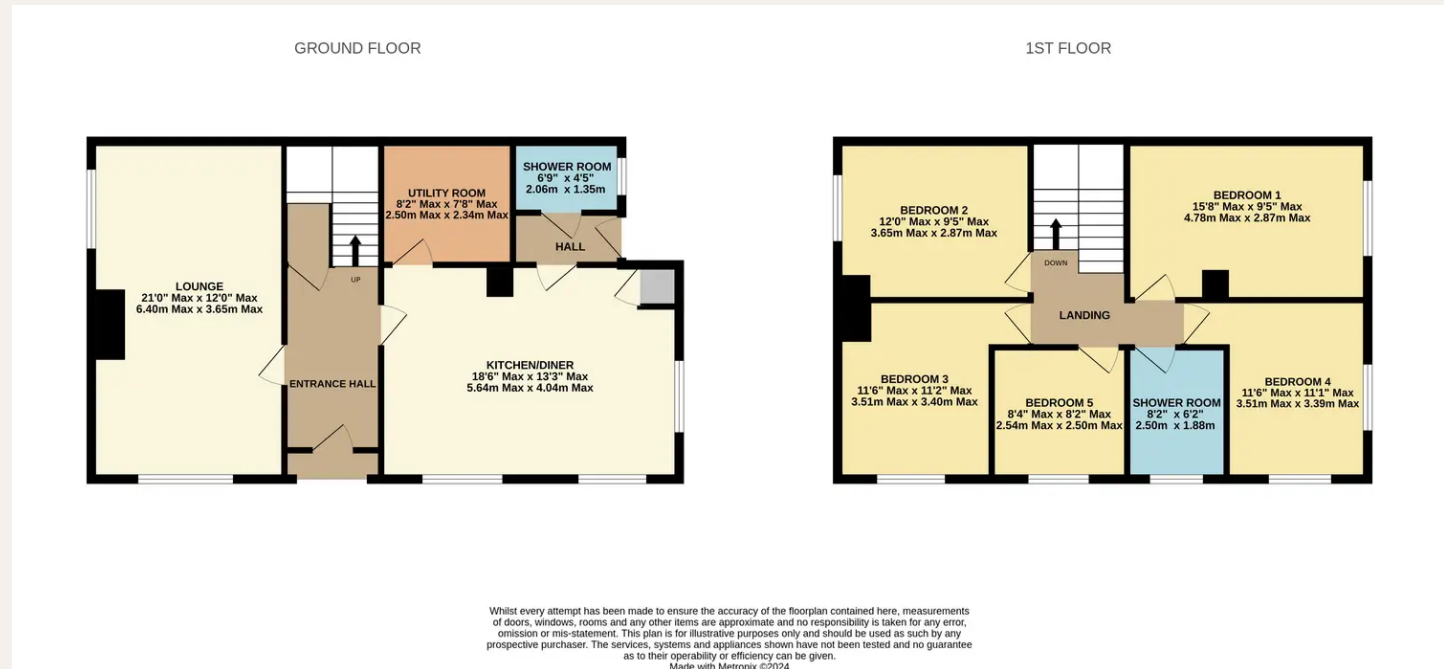 GROUND FLOOR
1ST FLOOR
LOUNGE
21'0" Max x 12'0" Max
6.40m Max x 3.65m Max
UP
ENTRANCE HALL
UTILITY ROOM
8'2" Max x 7'8" Max
2.50m Max x 2.34m Max
SHOWER ROOM
6'9" x 4'5"
2.06m x 1.35m
HALL
KITCHEN/DINER
18'6" Max x 13'3" Max
5.64m Max x 4.04m Max
BEDROOM 2
12'0" Max x 9'5" Max
3.65m Max x 2.87m Max
DOWN
LANDING
BEDROOM 1
15'8" Max x 9'5" Max
4.78m Max x 2.87m Max
BEDROOM 3
11'6" Max x 11'2" Max
3.51m Max x 3.40m Max
BEDROOM 5
8'4" Max x 8'2" Max
2.54m Max x 2.50m Max
SHOWER ROOM
8'2" x 6'2"
2.50m x 1.88m
BEDROOM 4
11'6" Max x 11'1" Max
3.51m Max x 3.39m Max
Whilst every attempt has been made to ensure the accuracy of the floorplan contained here, measurements
of doors, windows, rooms and any other items are approximate and no responsibility is taken for any error,
omission or mis-statement. This plan is for illustrative purposes only and should be used as such by any
prospective purchaser. The services, systems and appliances shown have not been tested and no guarantee
as to their operability or efficiency can be given.
Made with Metropix ©2024